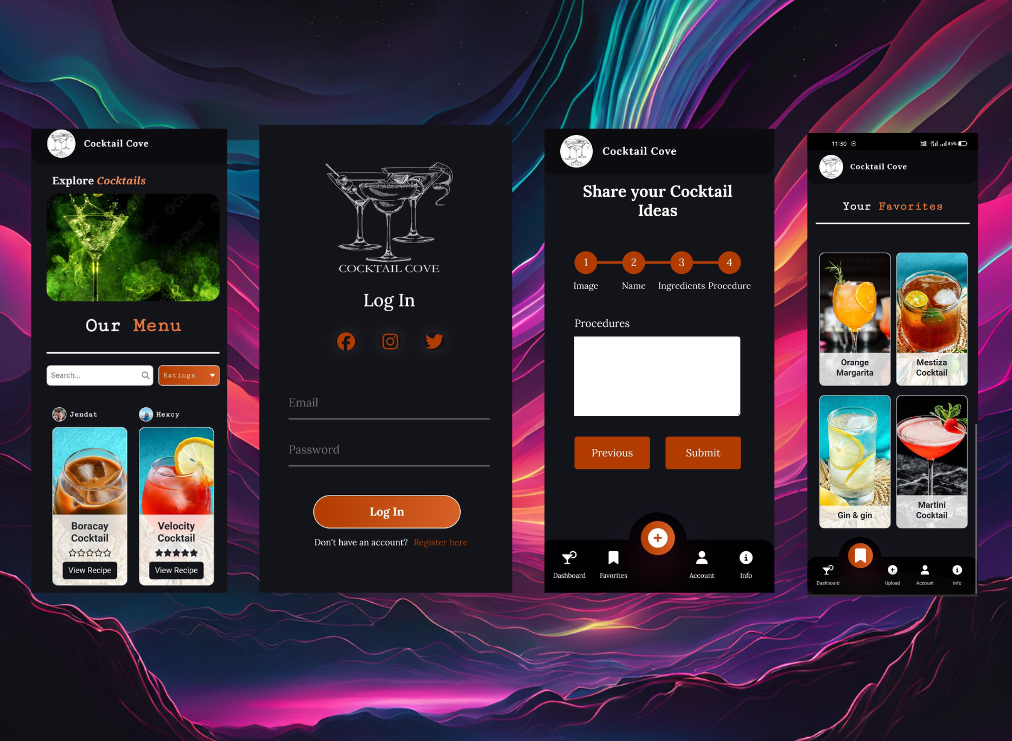 Cocktail Cove
Explore Cocktails
Our Menu
Search...
Ratings
Jendat
Hexcy
Boracay
Cocktail
View Recipe
Velocity
Cocktail
View Recipe
COCKTAIL COVE
Log In
Email
Password
Log In
Don't have an account? Register here
Cocktail Cove
Share your Cocktail
Ideas
1 2 3 4
Image Name Ingredients Procedure
Procedures
Previous Submit
Dashboard Favorites Account Info
11:30
Cocktail Cove
Your Favorites
Orange
Margarita
Mestiza
Cocktail
Gin & gin
Martini
Cocktail
Dashboard Upload Account Info